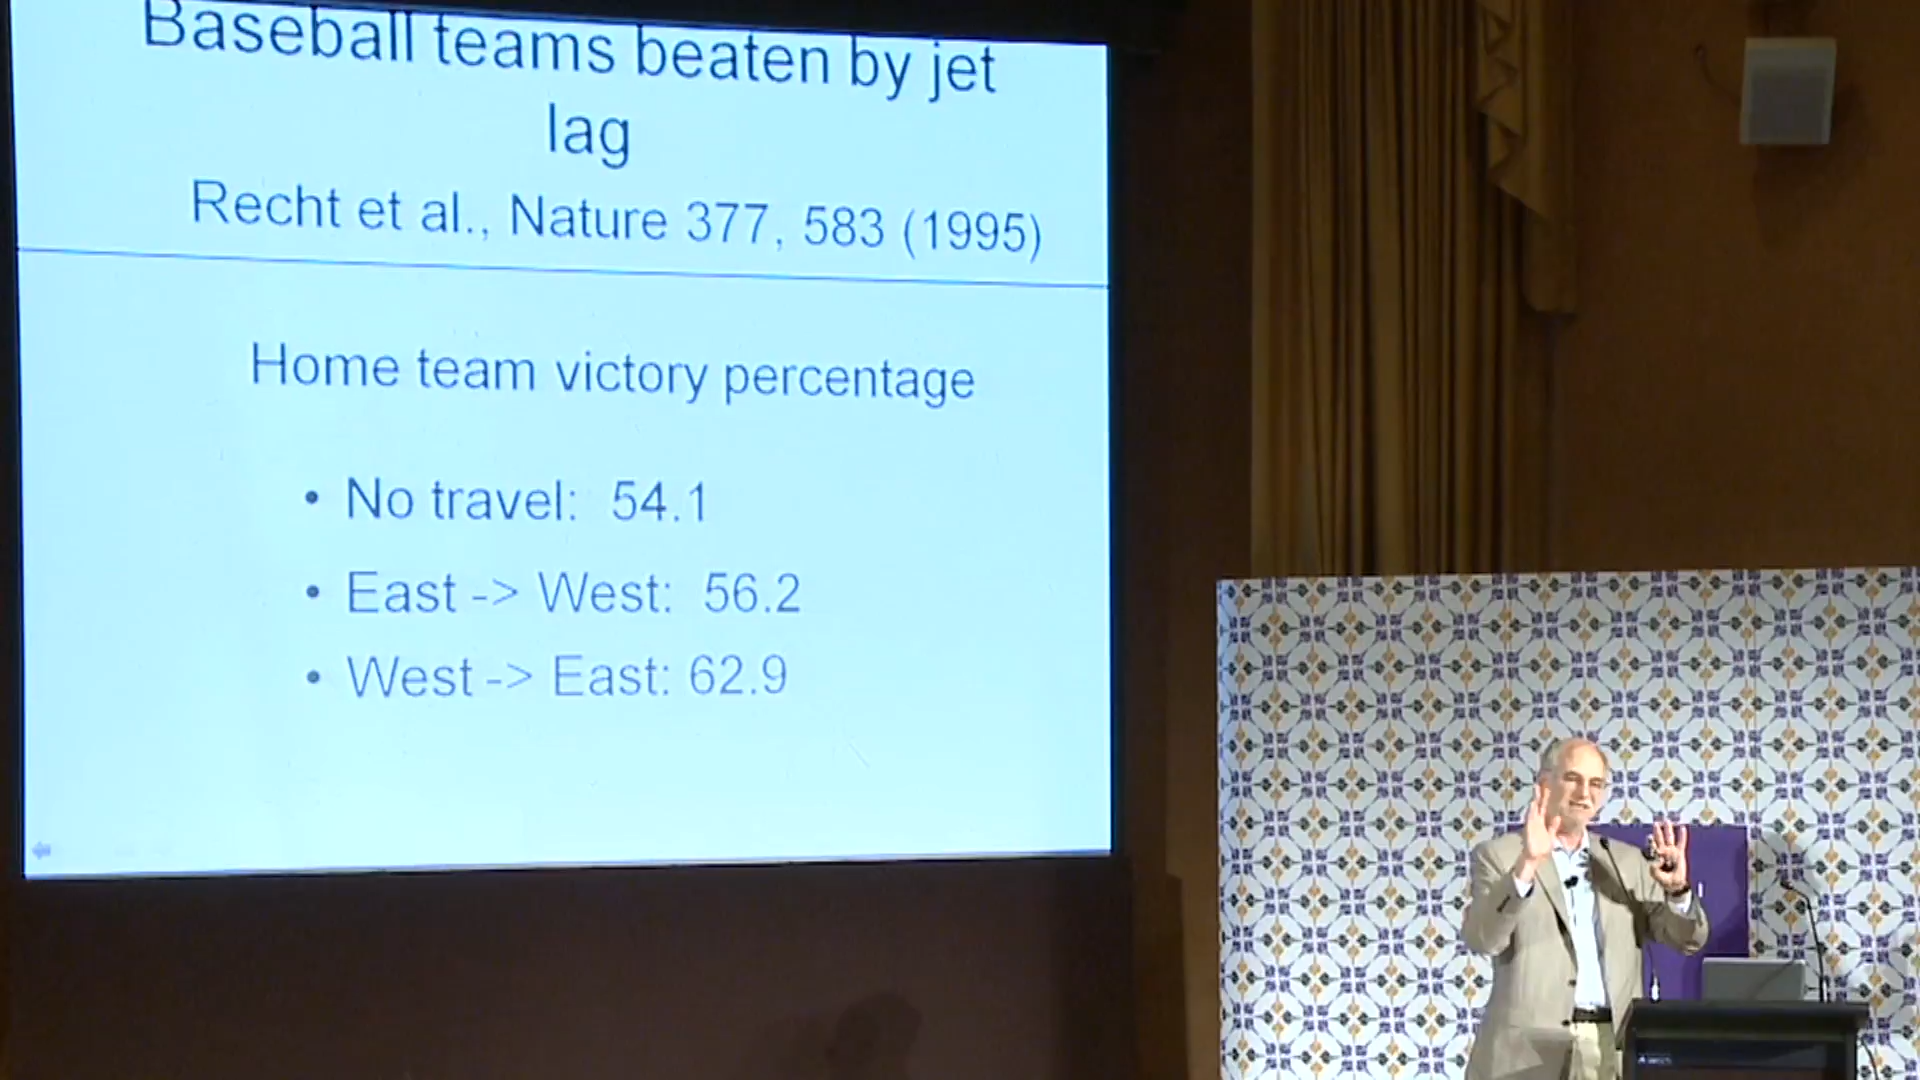 Baseball teams beaten by jet
lag
Recht et al., Nature 377, 583 (1995)
Home team victory percentage
• No travel: 54.1
• East -> West: 56.2
• West -> East: 62.9